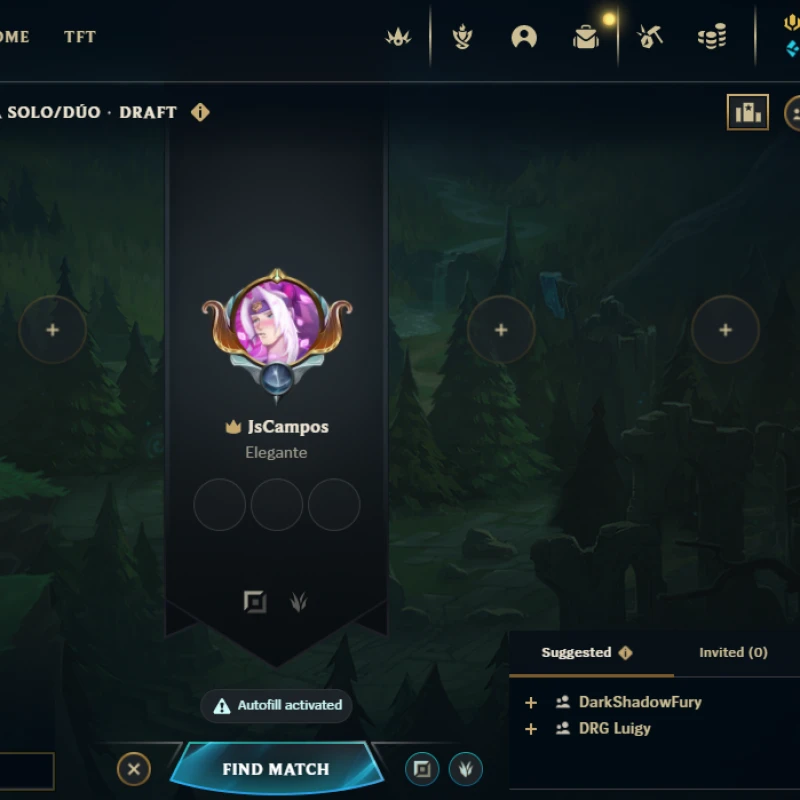 OME TFT
SOLO/DÚO · DRAFT
JsCampos
Elegante
Suggested Invited (0)
DarkShadowFury
DRG Luigy
Autofill activated
FIND MATCH